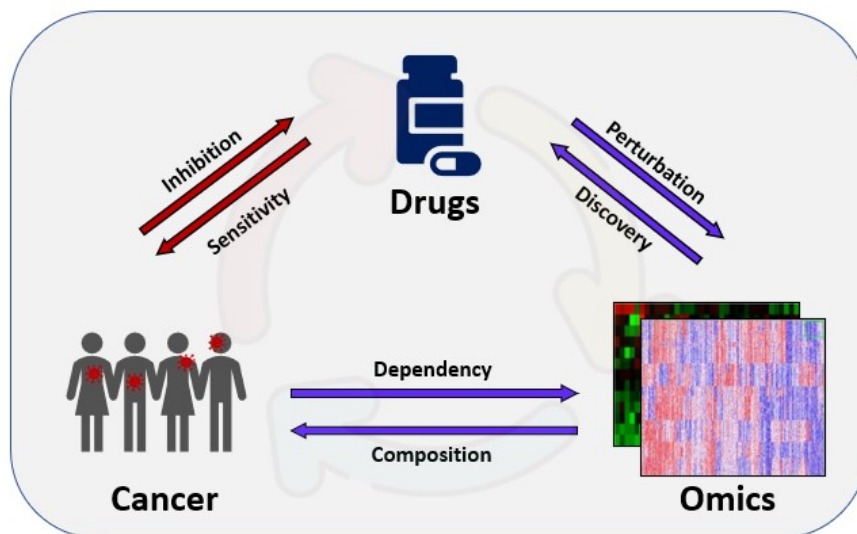 Inhibition
Sensitivity
Drugs
Perturbation
Discovery
Dependency
Composition
Cancer
Omics